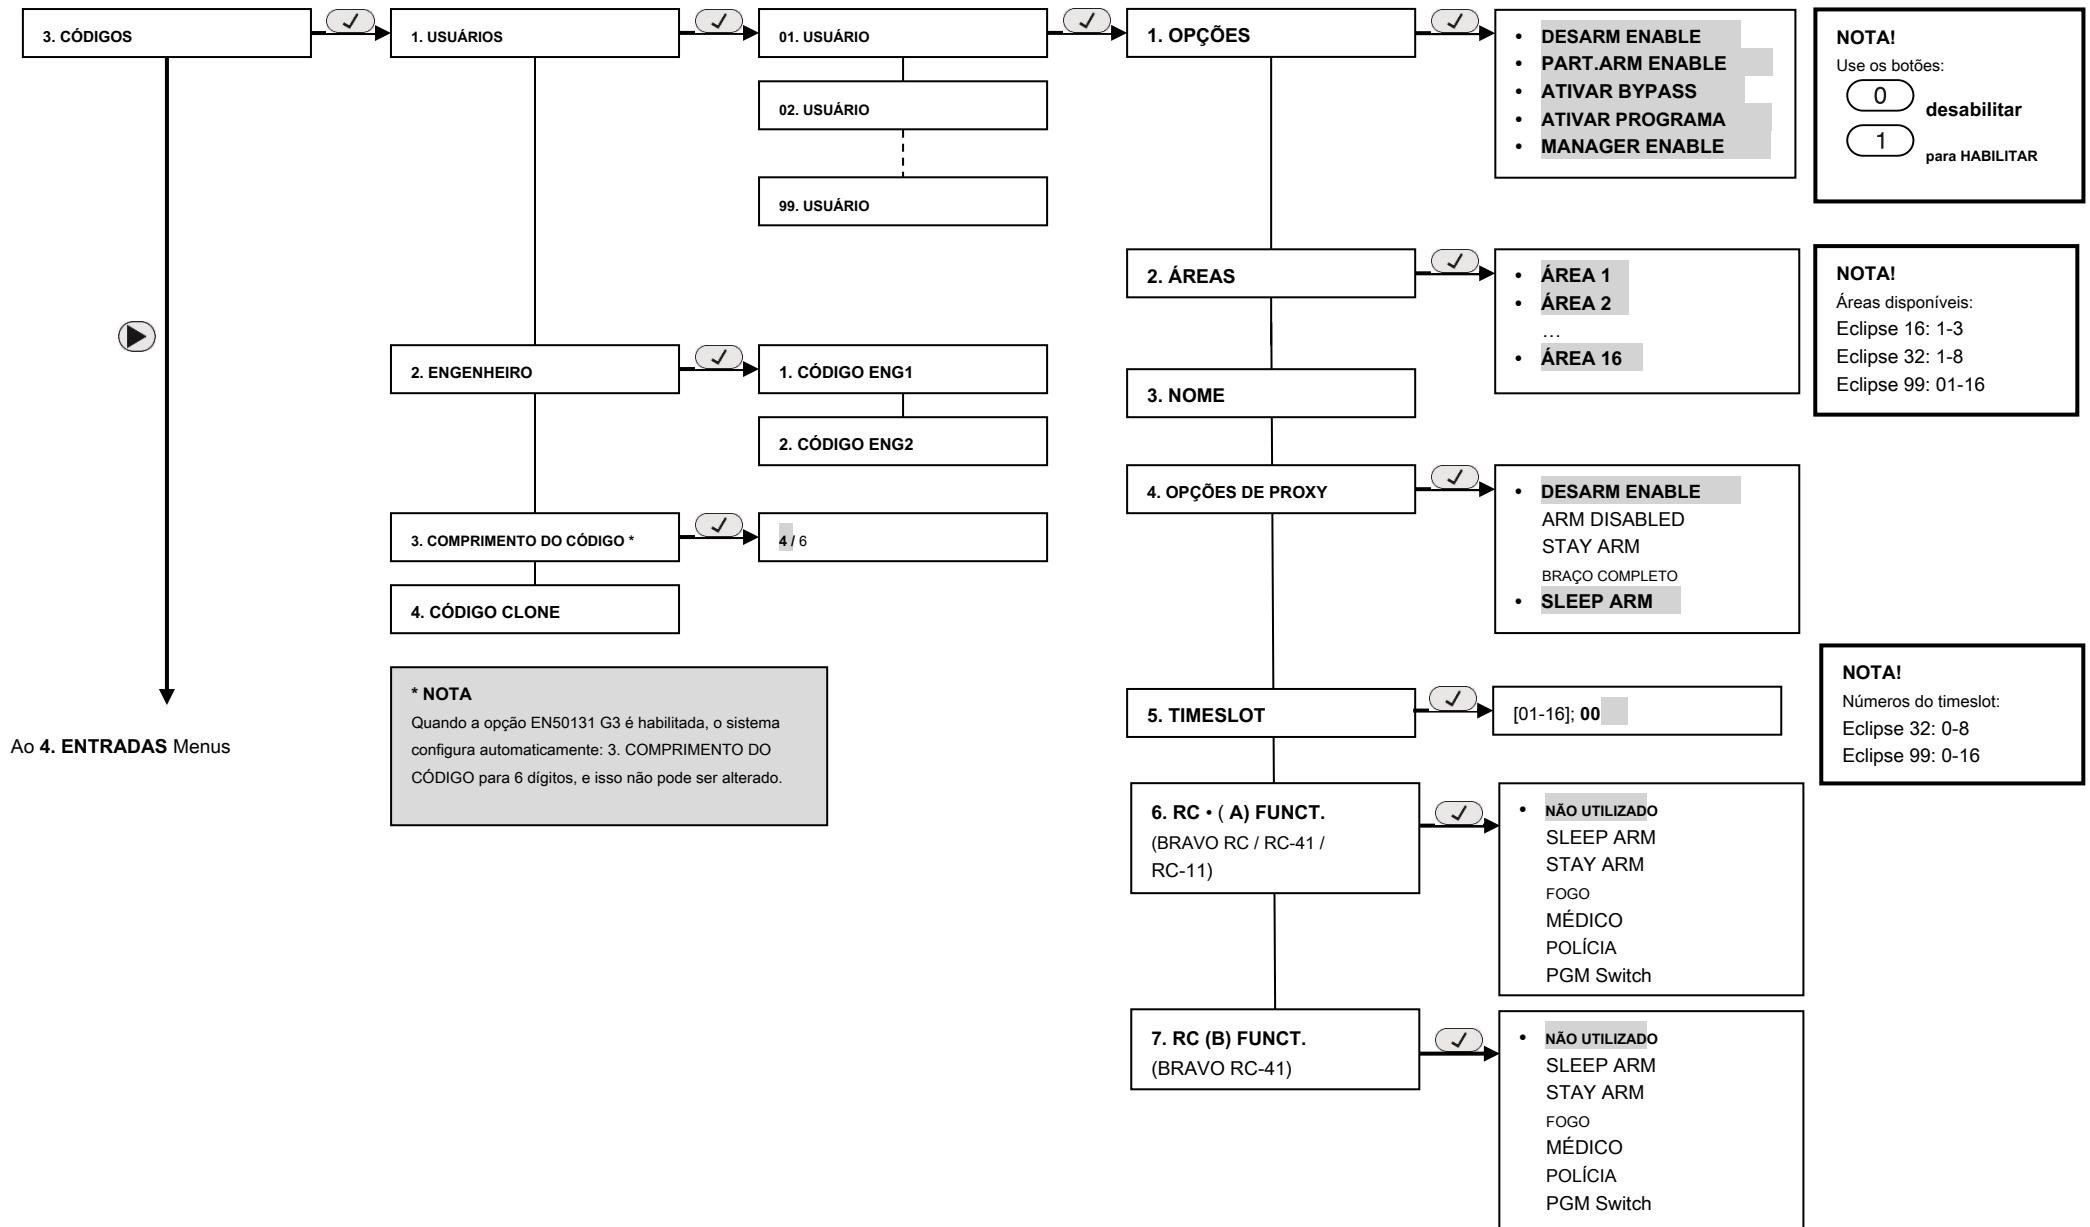 3. CÓDIGOS
1. USUÁRIOS
01. USUÁRIO
02. USUÁRIO
99. USUÁRIO
1. OPÇÕES
• DESARM ENABLE
• PART.ARM ENABLE
• ATIVAR BYPASS
• ATIVAR PROGRAMA
• MANAGER ENABLE
NOTA!
Use os botões:
0 desabilitar
1 para HABILITAR
2. ÁREAS
• ÁREA 1
• ÁREA 2
…
• ÁREA 16
NOTA!
Áreas disponíveis:
Eclipse 16: 1-3
Eclipse 32: 1-8
Eclipse 99: 01-16
2. ENGENHEIRO
1. CÓDIGO ENG1
2. CÓDIGO ENG2
3. NOME
3. COMPRIMENTO DO CÓDIGO *
4 / 6
4. CÓDIGO CLONE
4. OPÇÕES DE PROXY
• DESARM ENABLE
ARM DISABLED
STAY ARM
BRAÇO COMPLETO
• SLEEP ARM
* NOTA
Quando a opção EN50131 G3 é habilitada, o sistema
configura automaticamente: 3. COMPRIMENTO DO
CÓDIGO para 6 dígitos, e isso não pode ser alterado.
Ao 4. ENTRADAS Menus
5. TIMESLOT
[01-16]; 00
NOTA!
Números do timeslot:
Eclipse 32: 0-8
Eclipse 99: 0-16
6. RC • ( A) FUNCT.
(BRAVO RC / RC-41 /
RC-11)
• NÃO UTILIZADO
SLEEP ARM
STAY ARM
FOGO
MÉDICO
POLÍCIA
PGM Switch
7. RC (B) FUNCT.
(BRAVO RC-41)
• NÃO UTILIZADO
SLEEP ARM
STAY ARM
FOGO
MÉDICO
POLÍCIA
PGM Switch